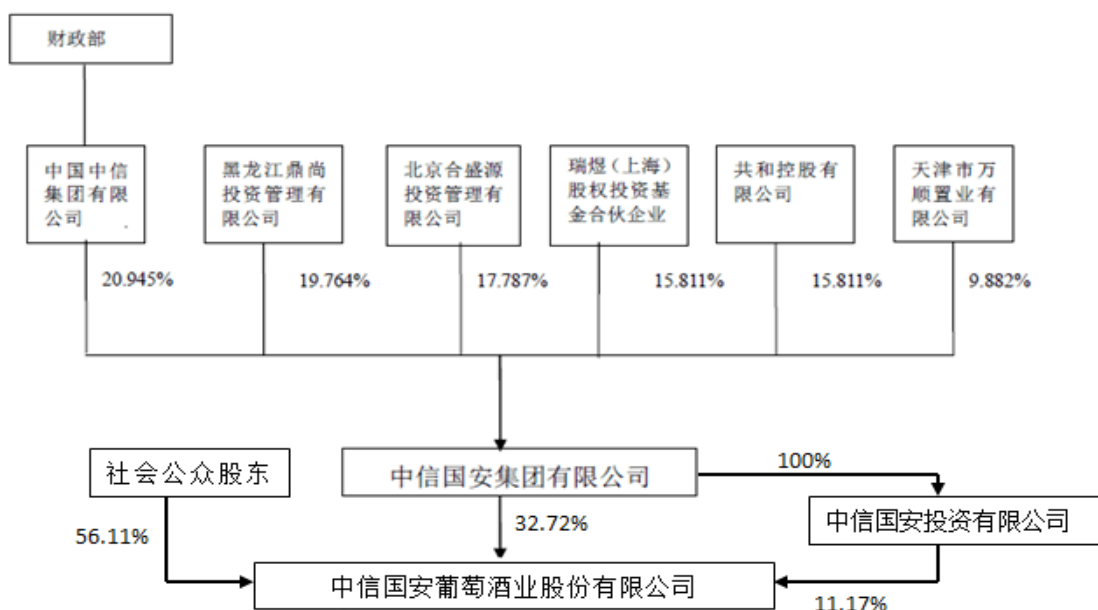 财政部
中国中信
集团有限
公司
黑龙江鼎尚
投资管理有
限公司
北京合盛源
投资管理有
限公司
瑞煜（上海）
股权投资基
金合伙企业
共和控股有
限公司
天津市万
顺置业有
限公司
20.945%
19.764%
17.787%
15.811%
15.811%
9.882%
社会公众股东
中信国安集团有限公司
100%
中信国安投资有限公司
56.11%
32.72%
中信国安葡萄酒业股份有限公司
11.17%